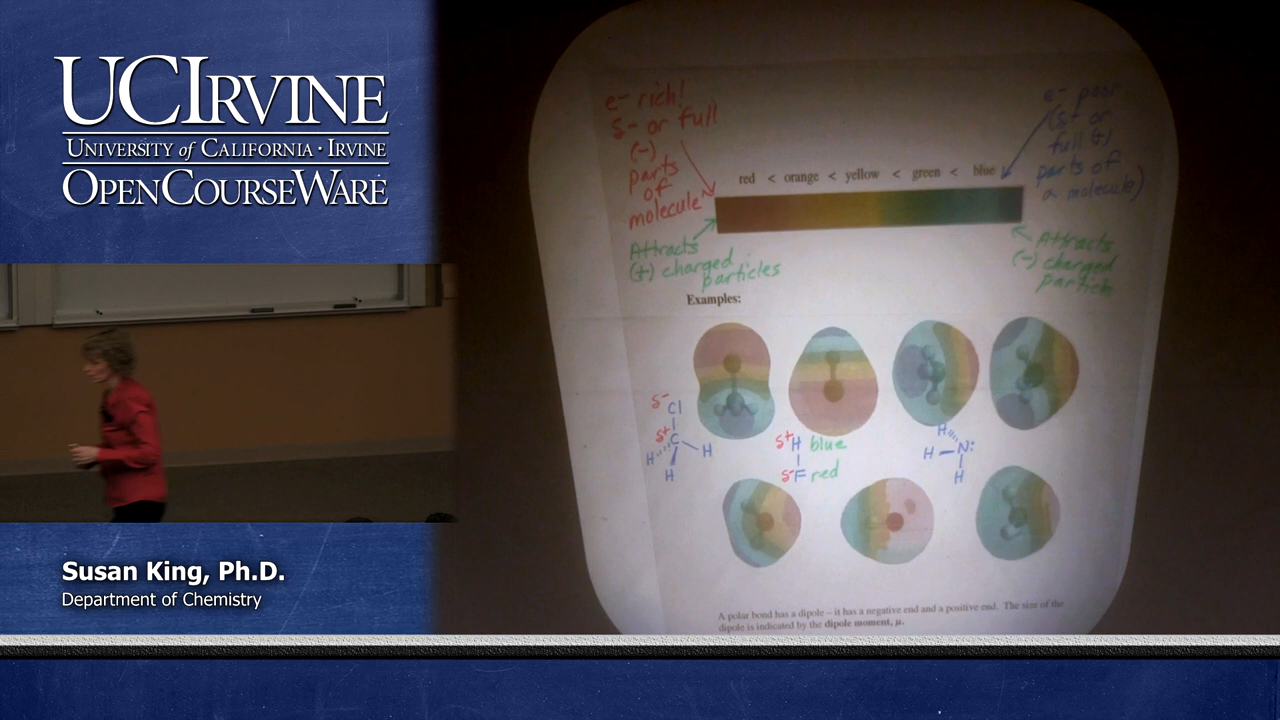 UCIRVINE
UNIVERSITY of CALIFORNIA · IRVINE
OPENCOURSEWARE
Susan King, Ph.D.
Department of Chemistry
e- rich!
δ- or full
(-)
parts
of
molecule
Attracts
(+) charged
particles
red < orange < yellow < green < blue
e- poor
(δ+ or
full (+)
parts of
a molecule)
Attracts
(-) charged
particle
Examples:
δ-
Cl
δ+
C
H
H
H
δ+ H blue
δ- F red
H
H N:
H
A polar bond has a dipole – it has a negative end and a positive end. The size of the
dipole is indicated by the dipole moment, μ.